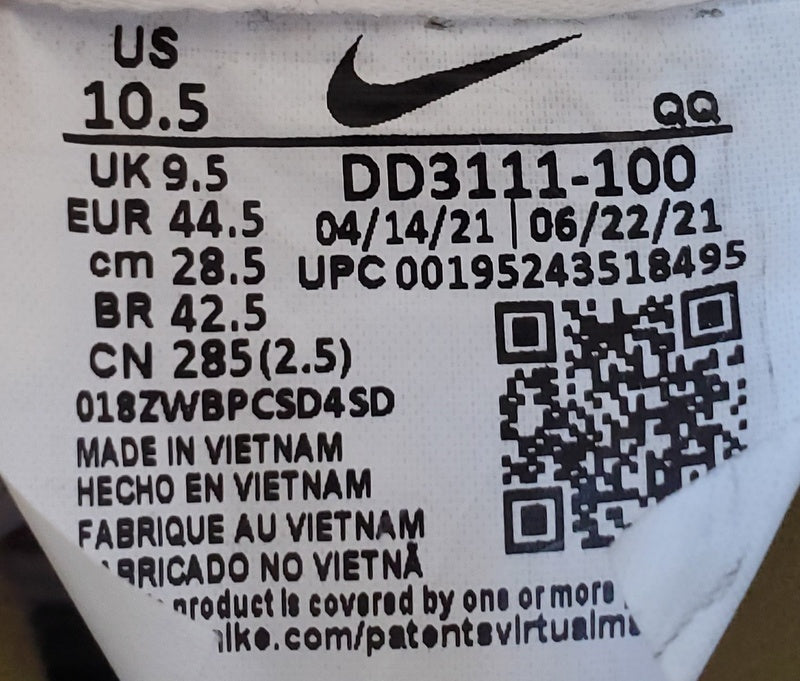 US
10.5
QQ
UK 9.5
DD3111-100
EUR 44.5
04/14/21 | 06/22/21
cm 28.5
UPC 00195243518495
BR 42.5
CN 285(2.5)
018ZWBPCSD4SD
MADE IN VIETNAM
HECHO EN VIETNAM
FABRIQUE AU VIETNAM
ABRICADO NO VIETNÃ
product is covered by one or more
nike.com/patentsvirtualma